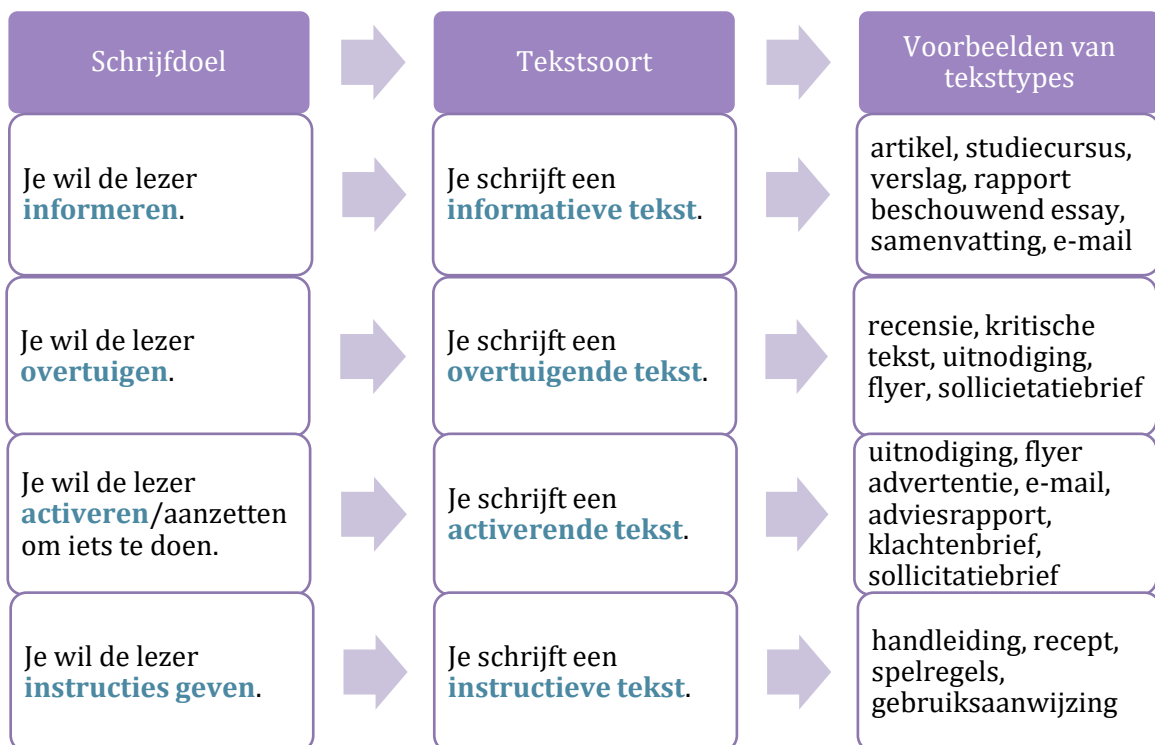 Schrijfdoel
Tekstsoort
Voorbeelden van
teksttypes
Je wil de lezer
informeren.
Je schrijft een
informatieve tekst.
artikel, studiecursus,
verslag, rapport
beschouwend essay,
samenvatting, e-mail
Je wil de lezer
overtuigen.
Je schrijft een
overtuigende tekst.
recensie, kritische
tekst, uitnodiging,
flyer, sollicietatiebrief
Je wil de lezer
activeren/aanzetten
om iets te doen.
Je schrijft een
activerende tekst.
uitnodiging, flyer
advertentie, e-mail,
adviesrapport,
klachtenbrief,
sollicitatiebrief
Je wil de lezer
instructies geven.
Je schrijft een
instructieve tekst.
handleiding, recept,
spelregels,
gebruiksaanwijzing